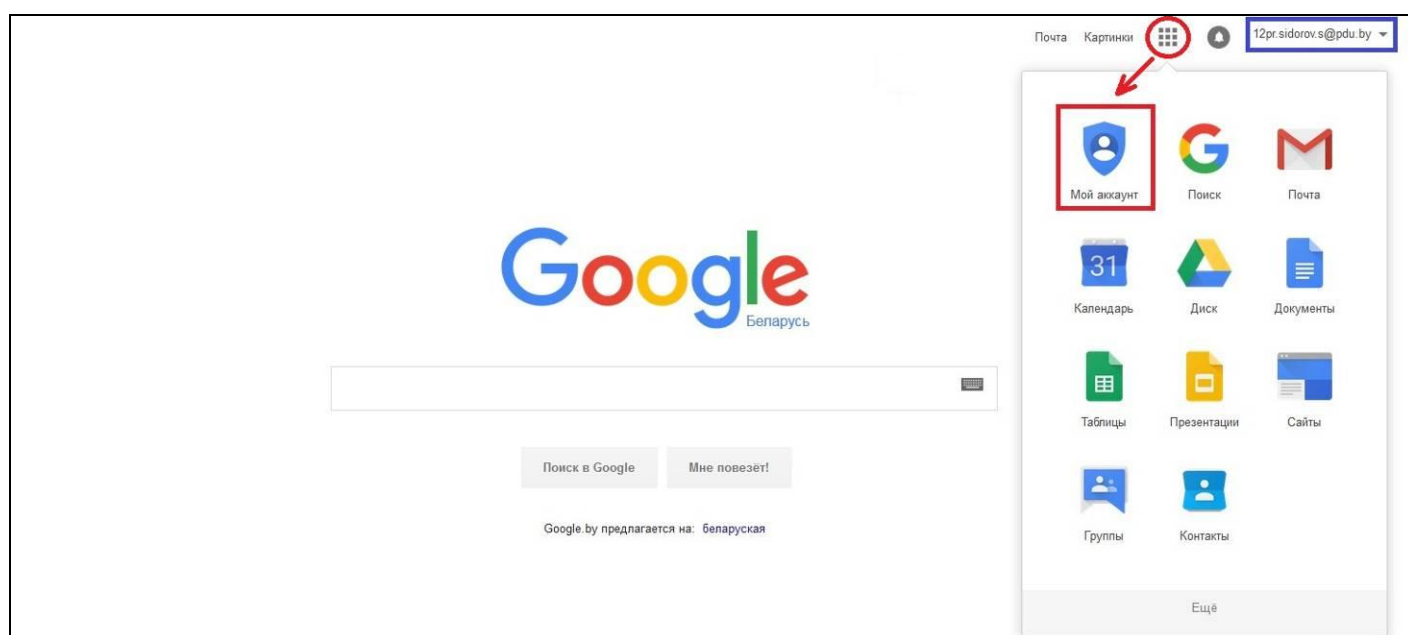 Почта Картинки 12pr.sidorov.s@pdu.by
Мой аккаунт Поиск Почта
31
Календарь Диск Документы
Google
Беларусь
Таблицы Презентации Сайты
Поиск в Google Мне повезёт!
Google.by предлагается на: беларуская
Группы Контакты
Ещё